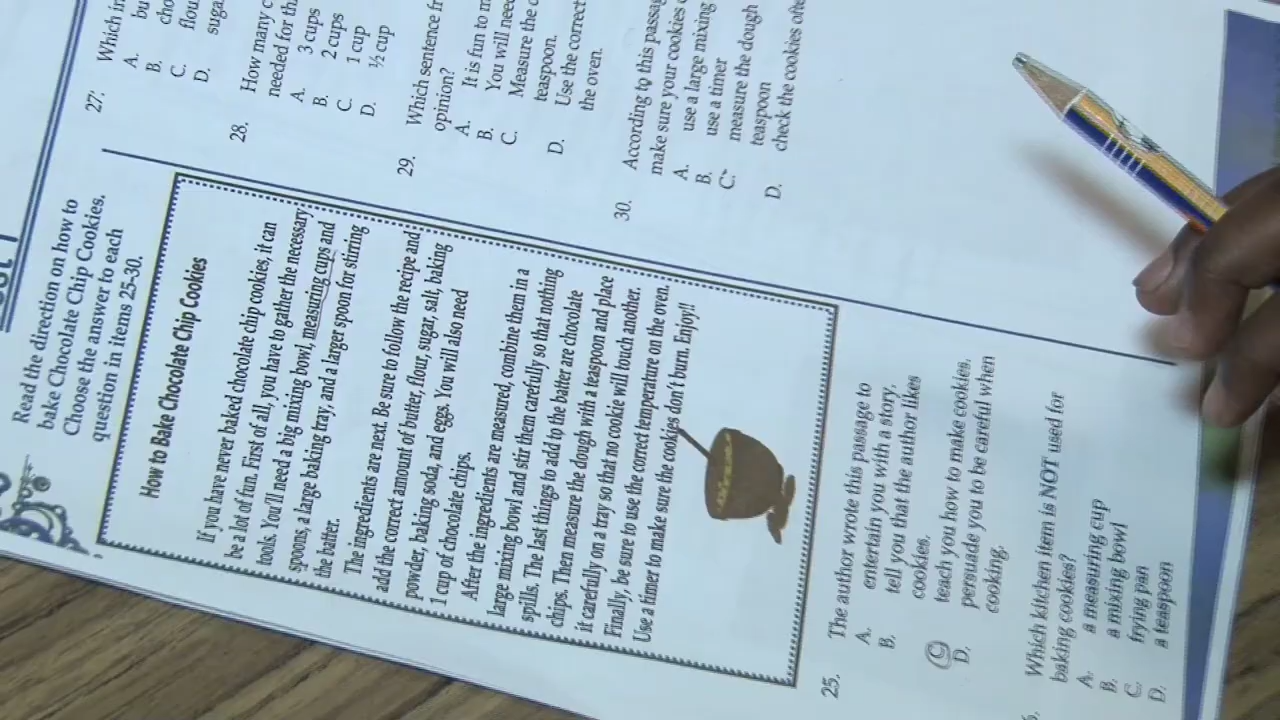 Read the direction on how to
bake Chocolate Chip Cookies.
Choose the answer to each
question in items 25-30.
How to Bake Chocolate Chip Cookies
If you have never baked chocolate chip cookies, it can
be a lot of fun. First of all, you have to gather the necessary
tools. You'll need a big mixing bowl, measuring cups and
spoons, a large baking tray, and a larger spoon for stirring
the batter.
The ingredients are next. Be sure to follow the recipe and
add the correct amount of butter, flour, sugar, salt, baking
powder, baking soda, and eggs. You will also need
1 cup of chocolate chips.
After the ingredients are measured, combine them in a
large mixing bowl and stir them carefully so that nothing
spills. The last things to add to the batter are chocolate
chips. Then measure the dough with a teaspoon and place
it carefully on a tray so that no cookie will touch another.
Finally, be sure to use the correct temperature on the oven.
Use a timer to make sure the cookies don't burn. Enjoy!!
25. The author wrote this passage to
A. entertain you with a story.
B. tell you that the author likes
cookies.
C teach you how to make cookies.
D. persuade you to be careful when
cooking.
Which kitchen item is NOT used for
baking cookies?
A. a measuring cup
B. a mixing bowl
C. frying pan
D. a teaspoon
27. Which
A.
B.
C.
D.
28. How many
needed for
A. 3 cups
B. 2 cups
C. 1 cup
D. ½ cup
29. Which sentence
opinion?
A. It is fun to
B. You will
C. Measure the
teaspoon.
D. Use the correct
the oven.
30. According to this
make sure your cookies
A. use a large mixing
B. use a timer
C. measure the dough
teaspoon
D. check the cookies